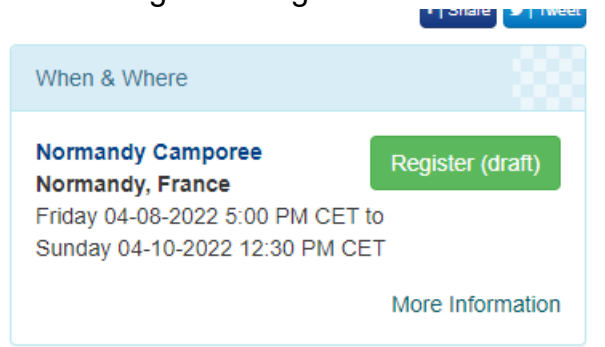 Share Tweet
When & Where
Normandy Camporee
Register (draft)
Normandy, France
Friday 04-08-2022 5:00 PM CET to
Sunday 04-10-2022 12:30 PM CET
More Information